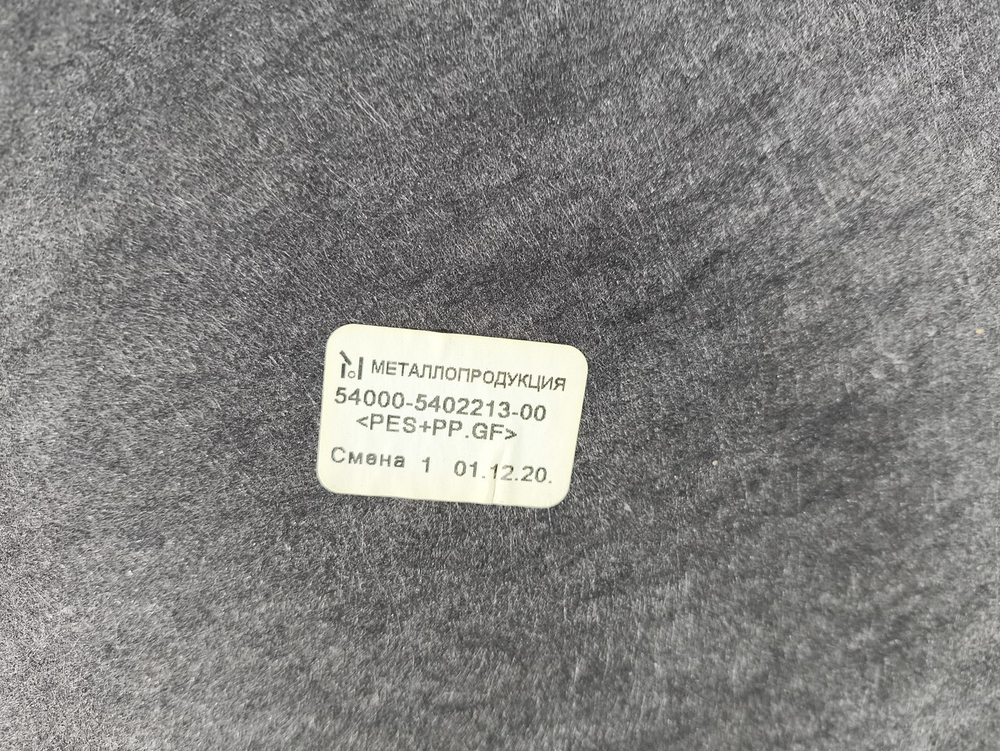 МЕТАЛЛОПРОДУКЦИЯ
54000-5402213-00
<PES+PP.GF>
Смена 1 01.12.20.